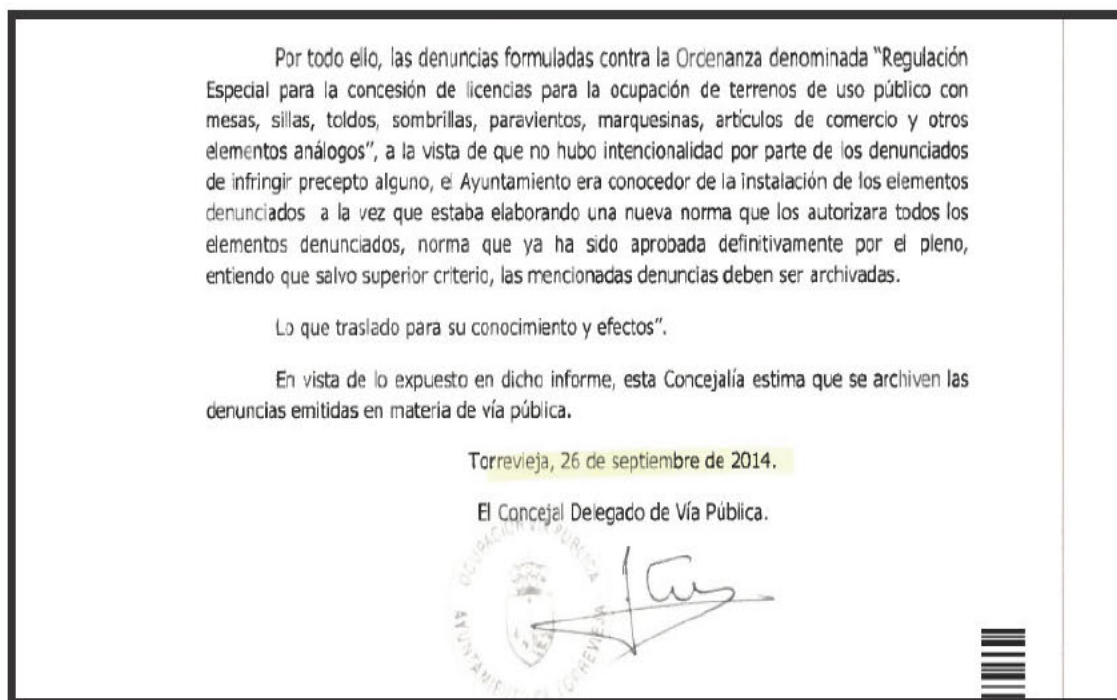 Por todo ello, las denuncias formuladas contra la Ordenanza denominada "Regulación
Especial para la concesión de licencias para la ocupación de terrenos de uso público con
mesas, sillas, toldos, sombrillas, paravientos, marquesinas, artículos de comercio y otros
elementos análogos", a la vista de que no hubo intencionalidad por parte de los denunciados
de infringir precepto alguno, el Ayuntamiento era conocedor de la instalación de los elementos
denunciados a la vez que estaba elaborando una nueva norma que los autorizara todos los
elementos denunciados, norma que ya ha sido aprobada definitivamente por el pleno,
entiendo que salvo superior criterio, las mencionadas denuncias deben ser archivadas.
Lo que traslado para su conocimiento y efectos".
En vista de lo expuesto en dicho informe, esta Concejalía estima que se archiven las
denuncias emitidas en materia de vía pública.
Torrevieja, 26 de septiembre de 2014.
El Concejal Delegado de Vía Pública.
OCUPACIÓN VIA PÚBLICA
AYUNTAMIENTO DE TORREVIEJA